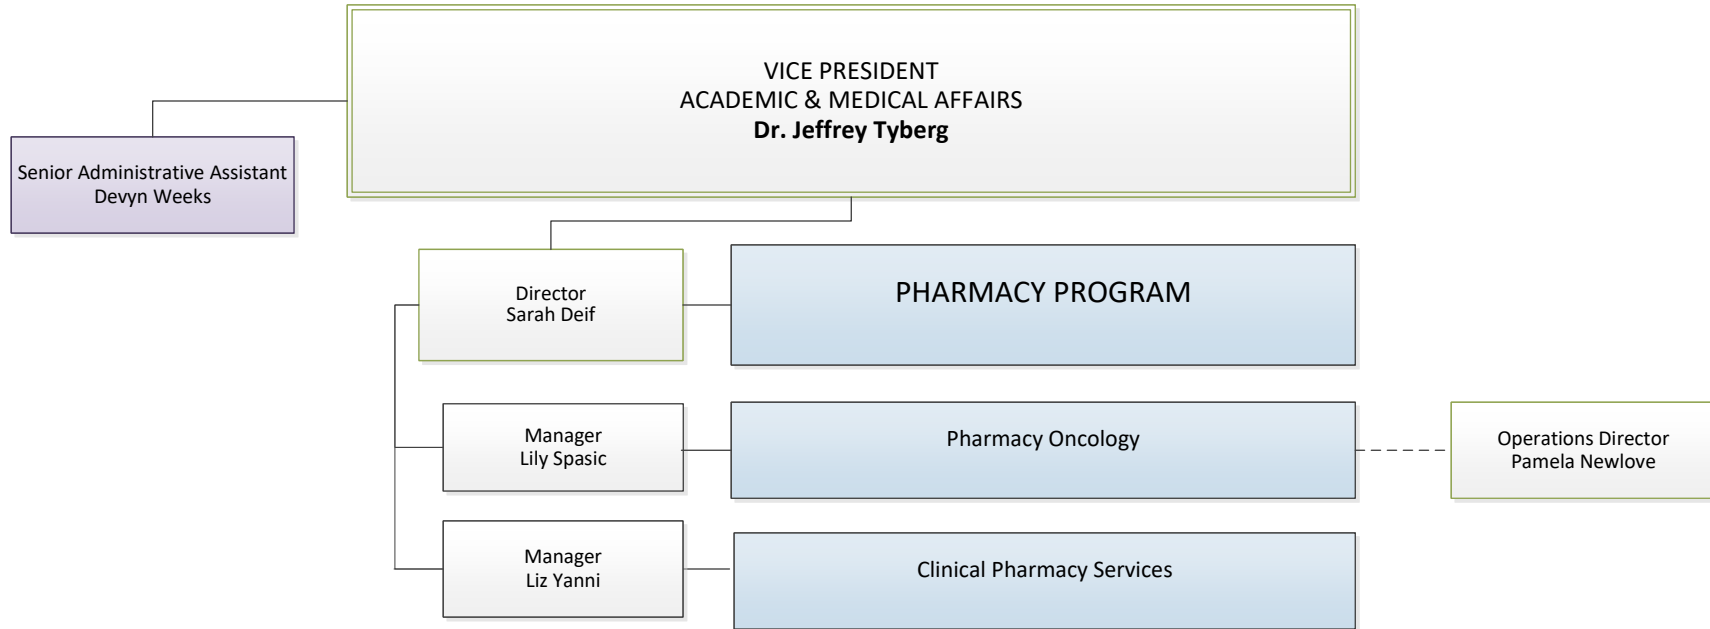 VICE PRESIDENT
ACADEMIC & MEDICAL AFFAIRS
Dr. Jeffrey Tyberg
Senior Administrative Assistant
Devyn Weeks
Director
Sarah Deif
PHARMACY PROGRAM
Manager
Lily Spasic
Pharmacy Oncology
Operations Director
Pamela Newlove
Manager
Liz Yanni
Clinical Pharmacy Services